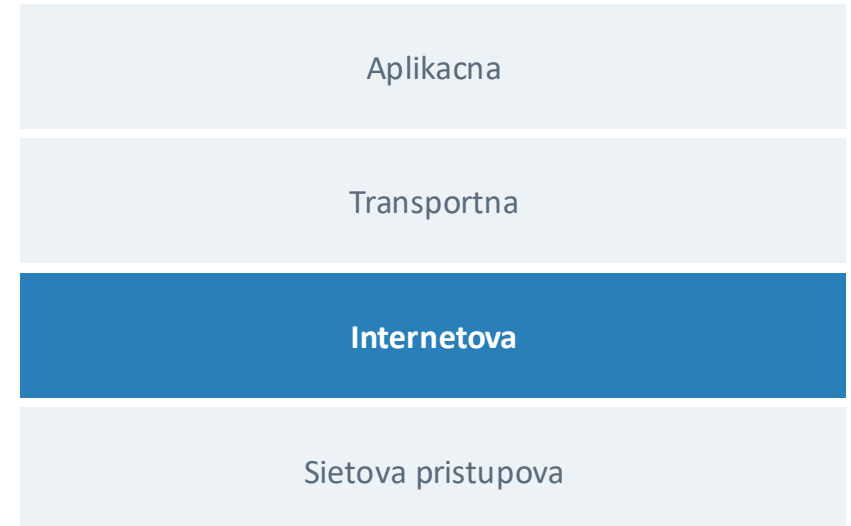 Aplikacna
Transportna
Internetova
Sietova pristupova